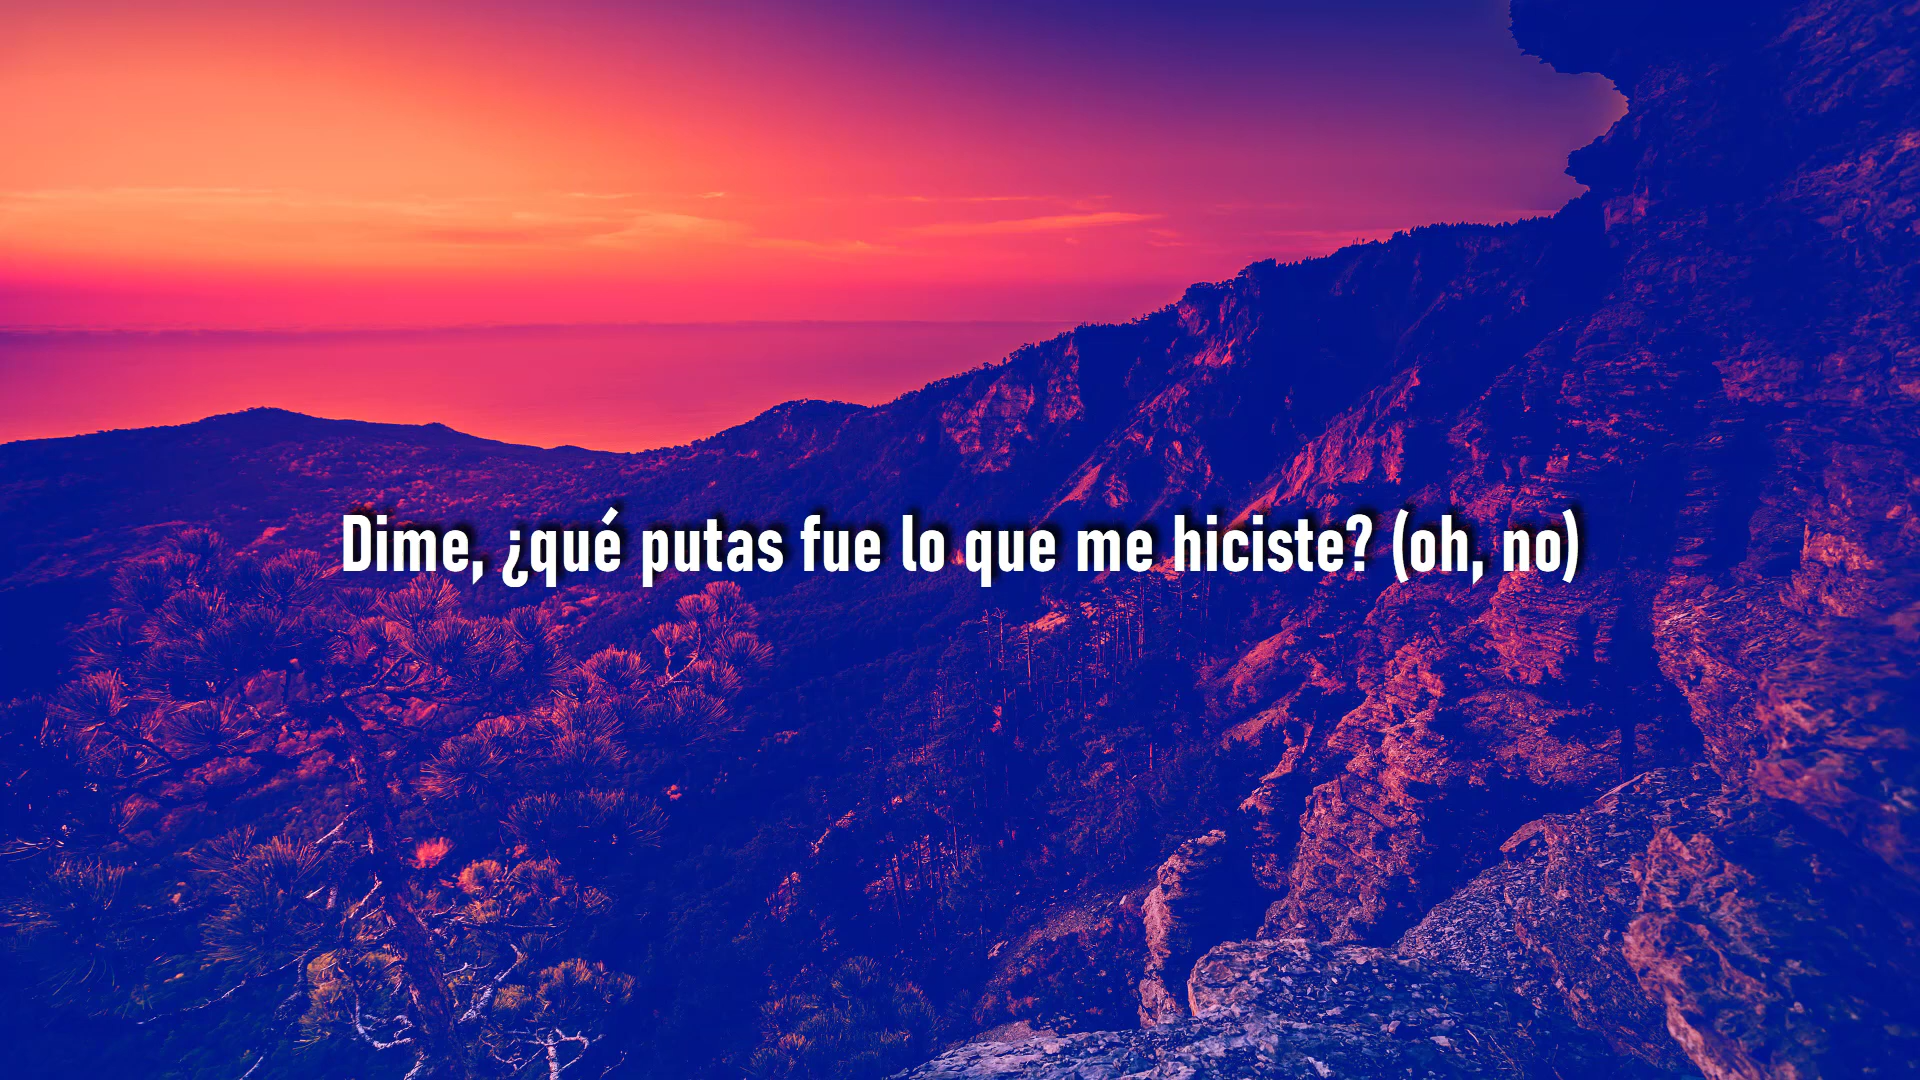 Dime, ¿qué putas fue lo que me hiciste? (oh, no)